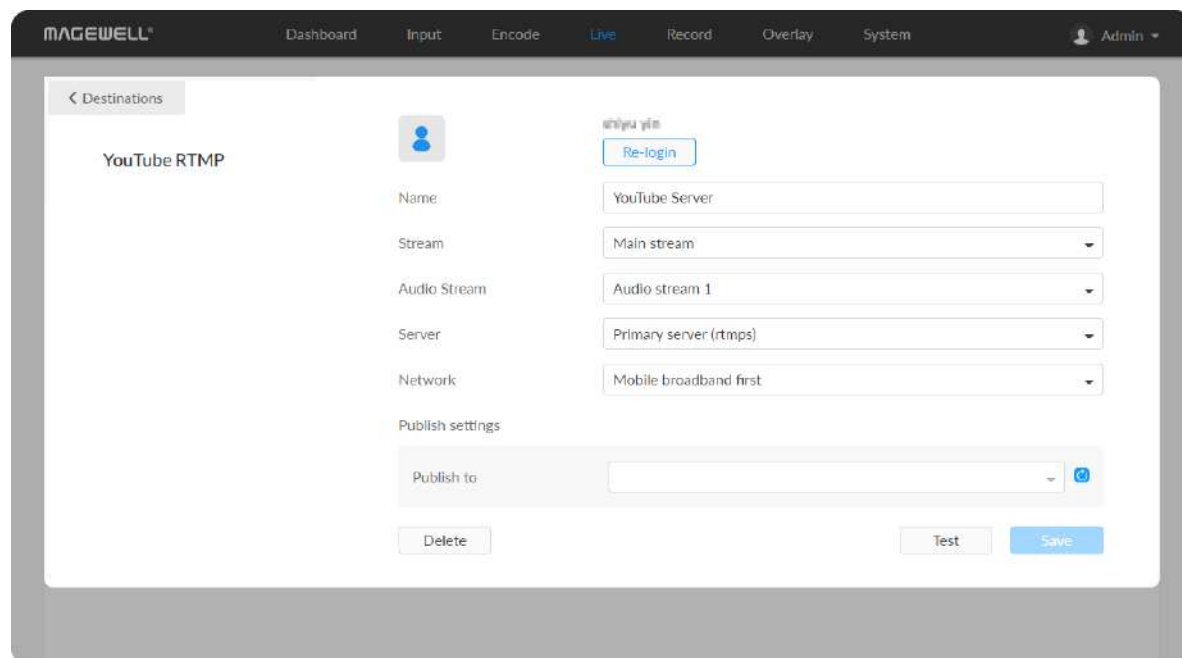 MAGEWELL®
Dashboard Input Encode Live Record Overlay System Admin
Destinations
YouTube RTMP
Re-login
Name YouTube Server
Stream Main stream
Audio Stream Audio stream 1
Server Primary server (rtmps)
Network Mobile broadband first
Publish settings
Publish to
Delete Test Save